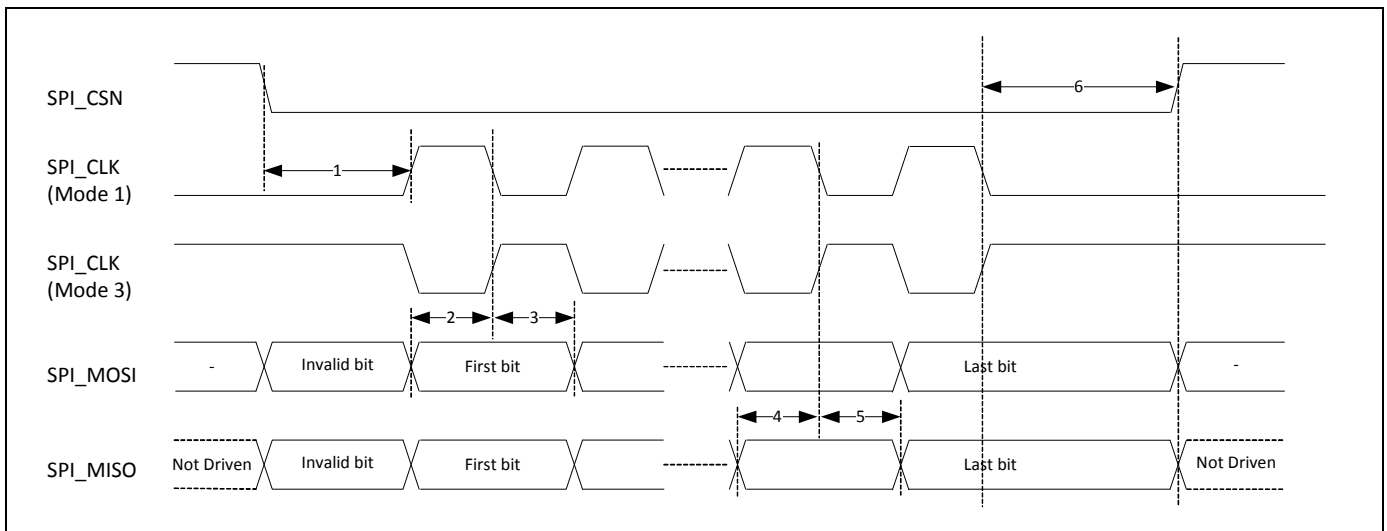 SPI_CSN
6
SPI_CLK
(Mode 1)
1
SPI_CLK
(Mode 3)
2
3
SPI_MOSI
-
Invalid bit
First bit
Last bit
-
4
5
SPI_MISO
Not Driven
Invalid bit
First bit
Last bit
Not Driven